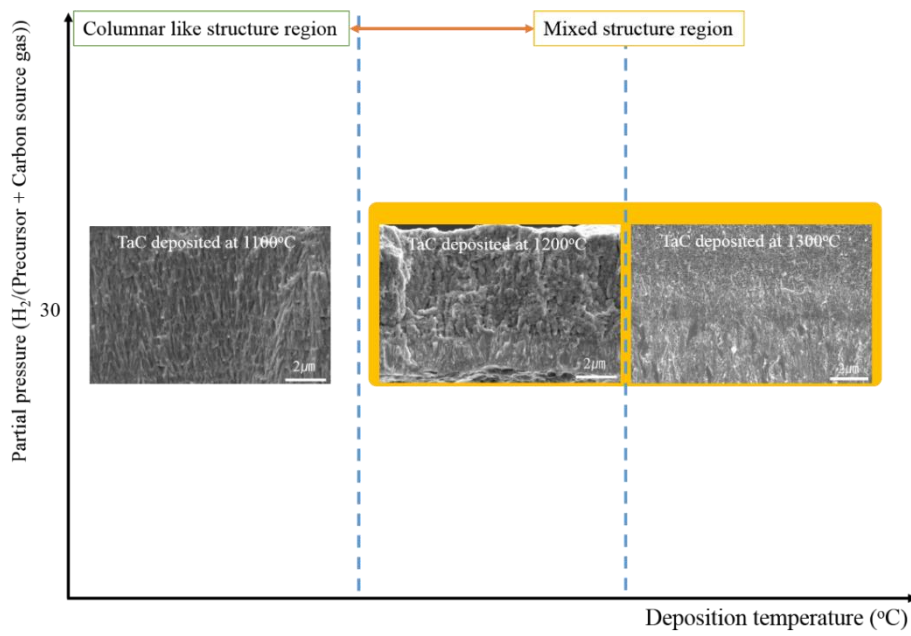 Columnar like structure region
Mixed structure region
Partial pressure (H₂/(Precursor + Carbon source gas))
30
TaC deposited at 1100°C
2㎛
TaC deposited at 1200°C
2㎛
TaC deposited at 1300°C
2㎛
Deposition temperature (°C)